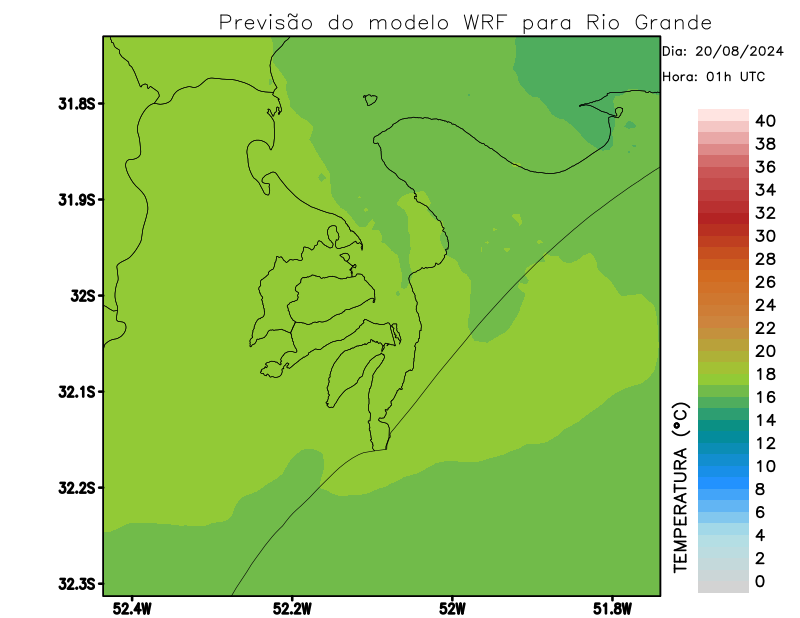 Previsão do modelo WRF para Rio Grande
Dia: 20/08/2024
Hora: 01h UTC
31.8S
31.9S
32S
32.1S
32.2S
32.3S
52.4W
52.2W
52W
51.8W
TEMPERATURA (°C)
40
38
36
34
32
30
28
26
24
22
20
18
16
14
12
10
8
6
4
2
0